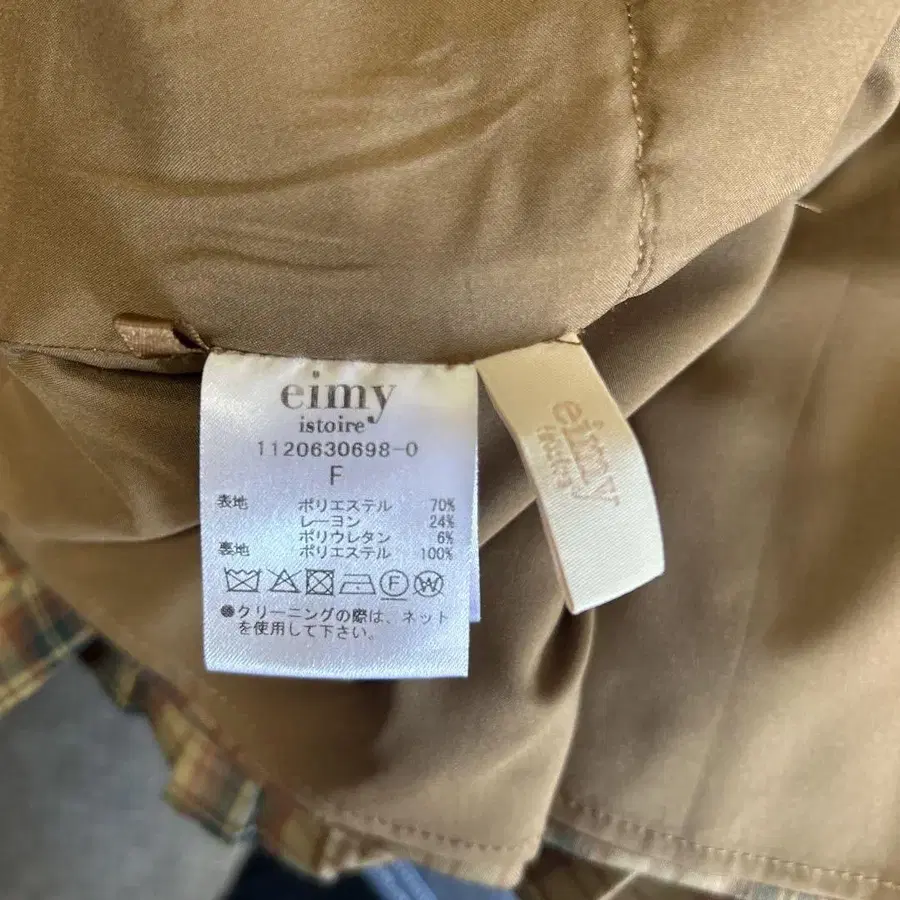 eimy
istoire
1120630698-0
F
表地 ポリエステル 70%
レーヨン 24%
ポリウレタン 6%
裏地 ポリエステル 100%
F W
●クリーニングの際は、ネット
を使用して下さい。
eimy
istoire